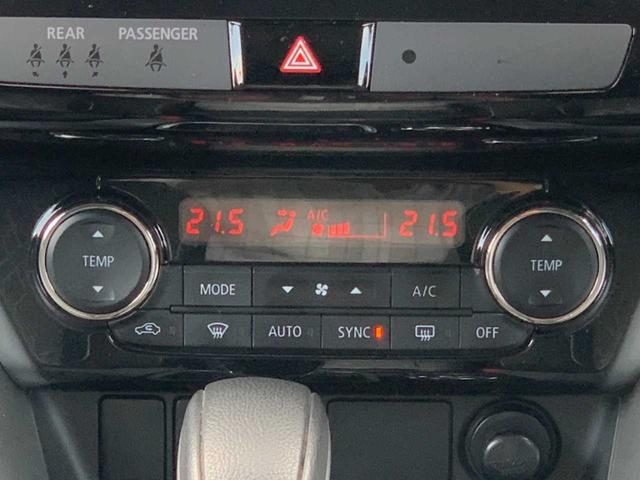 REAR PASSENGER
21.5 A/C 21.5
TEMP TEMP
MODE A/C
AUTO SYNC OFF